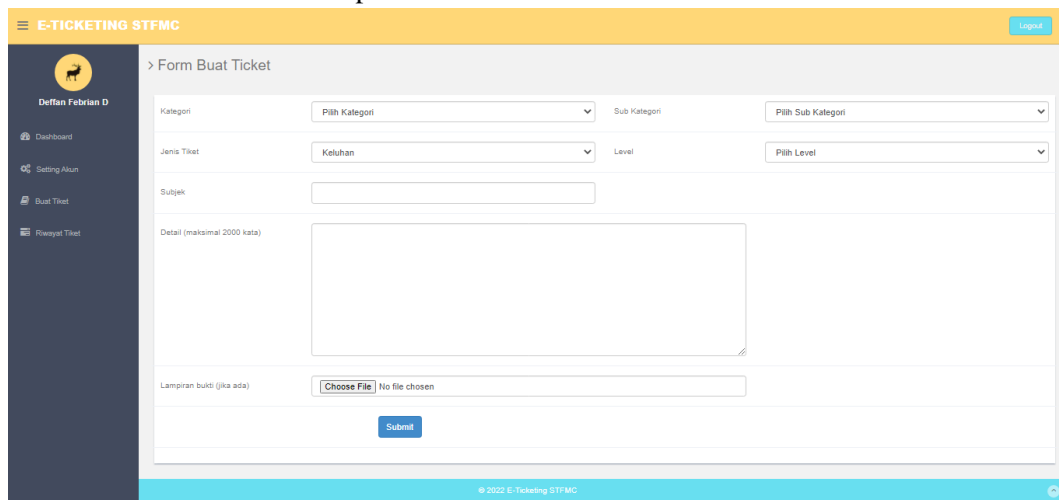 E-TICKETING STFMC
Logout
Deffan Febrian D
Dashboard
Setting Akun
Buat Tiket
Riwayat Tiket
> Form Buat Ticket
Kategori
Pilih Kategori
Sub Kategori
Pilih Sub Kategori
Jenis Tiket
Keluhan
Level
Pilih Level
Subjek
Detail (maksimal 2000 kata)
Lampiran bukti (jika ada)
Choose File No file chosen
Submit
© 2022 E-Ticketing STFMC